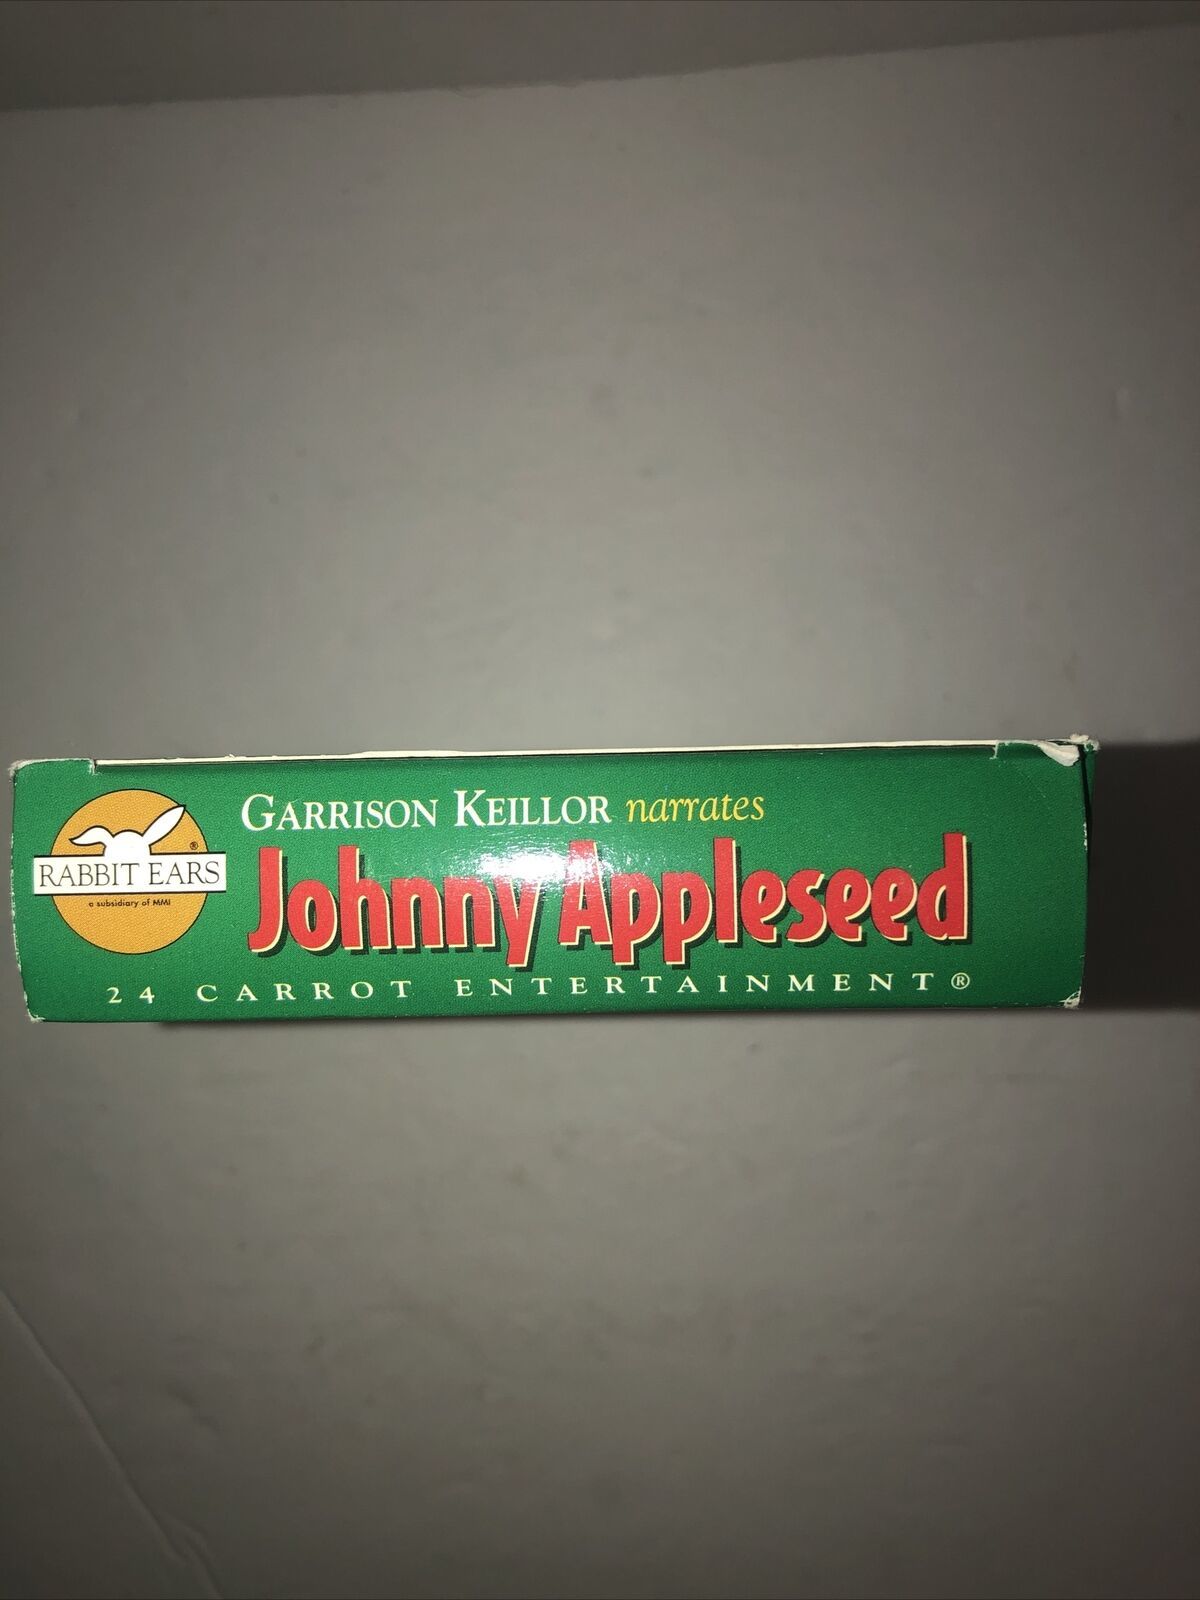 GARRISON KEILLOR narrates
RABBIT EARS®
a subsidiary of MMI
Johnny Appleseed
24 CARROT ENTERTAINMENT®